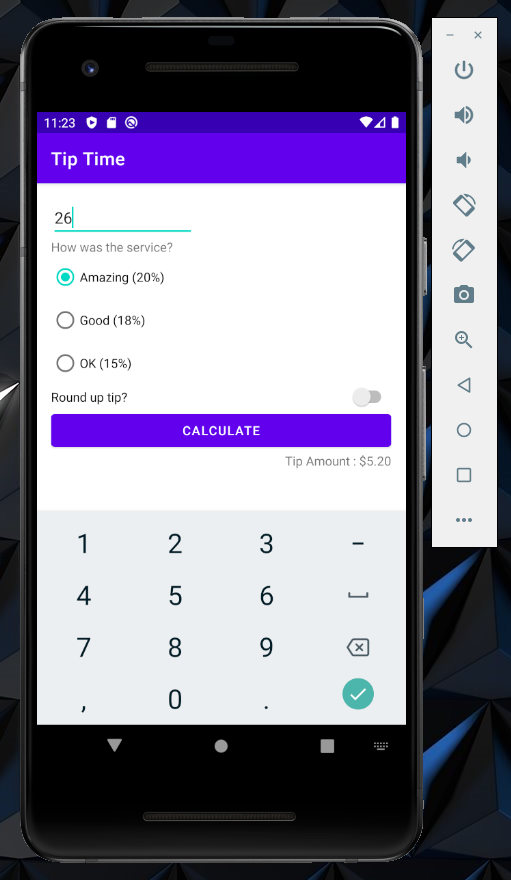 11:23
Tip Time
26
How was the service?
Amazing (20%)
Good (18%)
OK (15%)
Round up tip?
CALCULATE
Tip Amount : $5.20
1 2 3 -
4 5 6
7 8 9
, 0 .